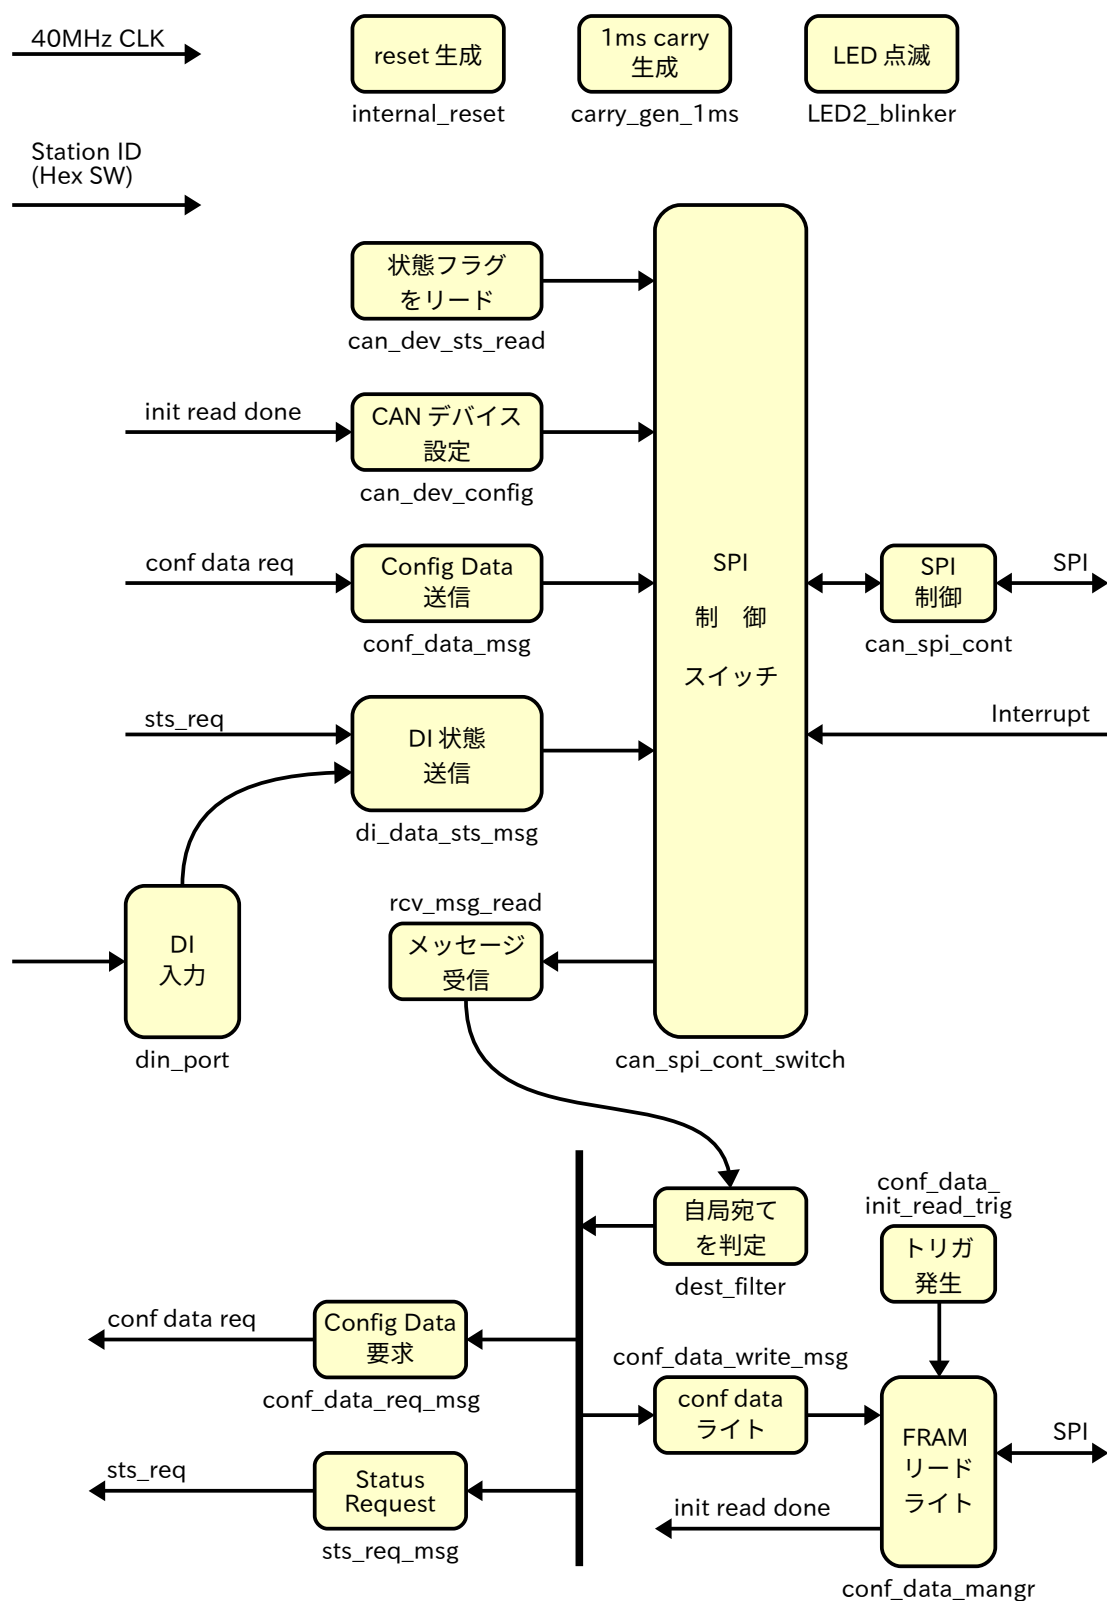 40MHz CLK
reset 生成
internal_reset
1ms carry
生成
carry_gen_1ms
LED 点滅
LED2_blinker
Station ID
(Hex SW)
状態フラグ
をリード
can_dev_sts_read
init read done
CAN デバイス
設定
can_dev_config
conf data req
Config Data
送信
conf_data_msg
SPI
制 御
スイッチ
SPI
制御
can_spi_cont
SPI
Interrupt
sts_req
DI 状態
送信
di_data_sts_msg
DI
入力
din_port
rcv_msg_read
メッセージ
受信
can_spi_cont_switch
自局宛て
を判定
dest_filter
conf_data_
init_read_trig
トリガ
発生
conf data req
Config Data
要求
conf_data_req_msg
conf_data_write_msg
conf data
ライト
FRAM
リード
ライト
SPI
sts_req
Status
Request
sts_req_msg
init read done
conf_data_mangr